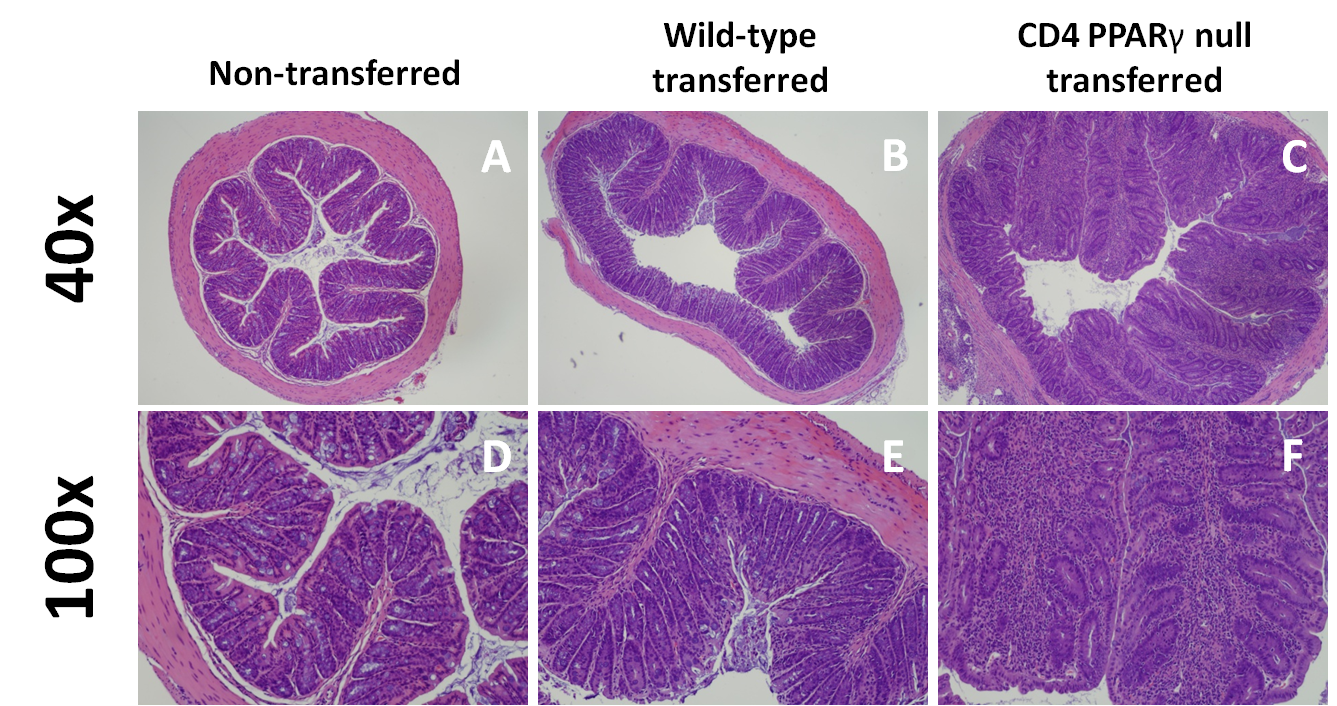 Non-transferred
Wild-type
transferred
CD4 PPARγ null
transferred
40x
A
B
C
100x
D
E
F